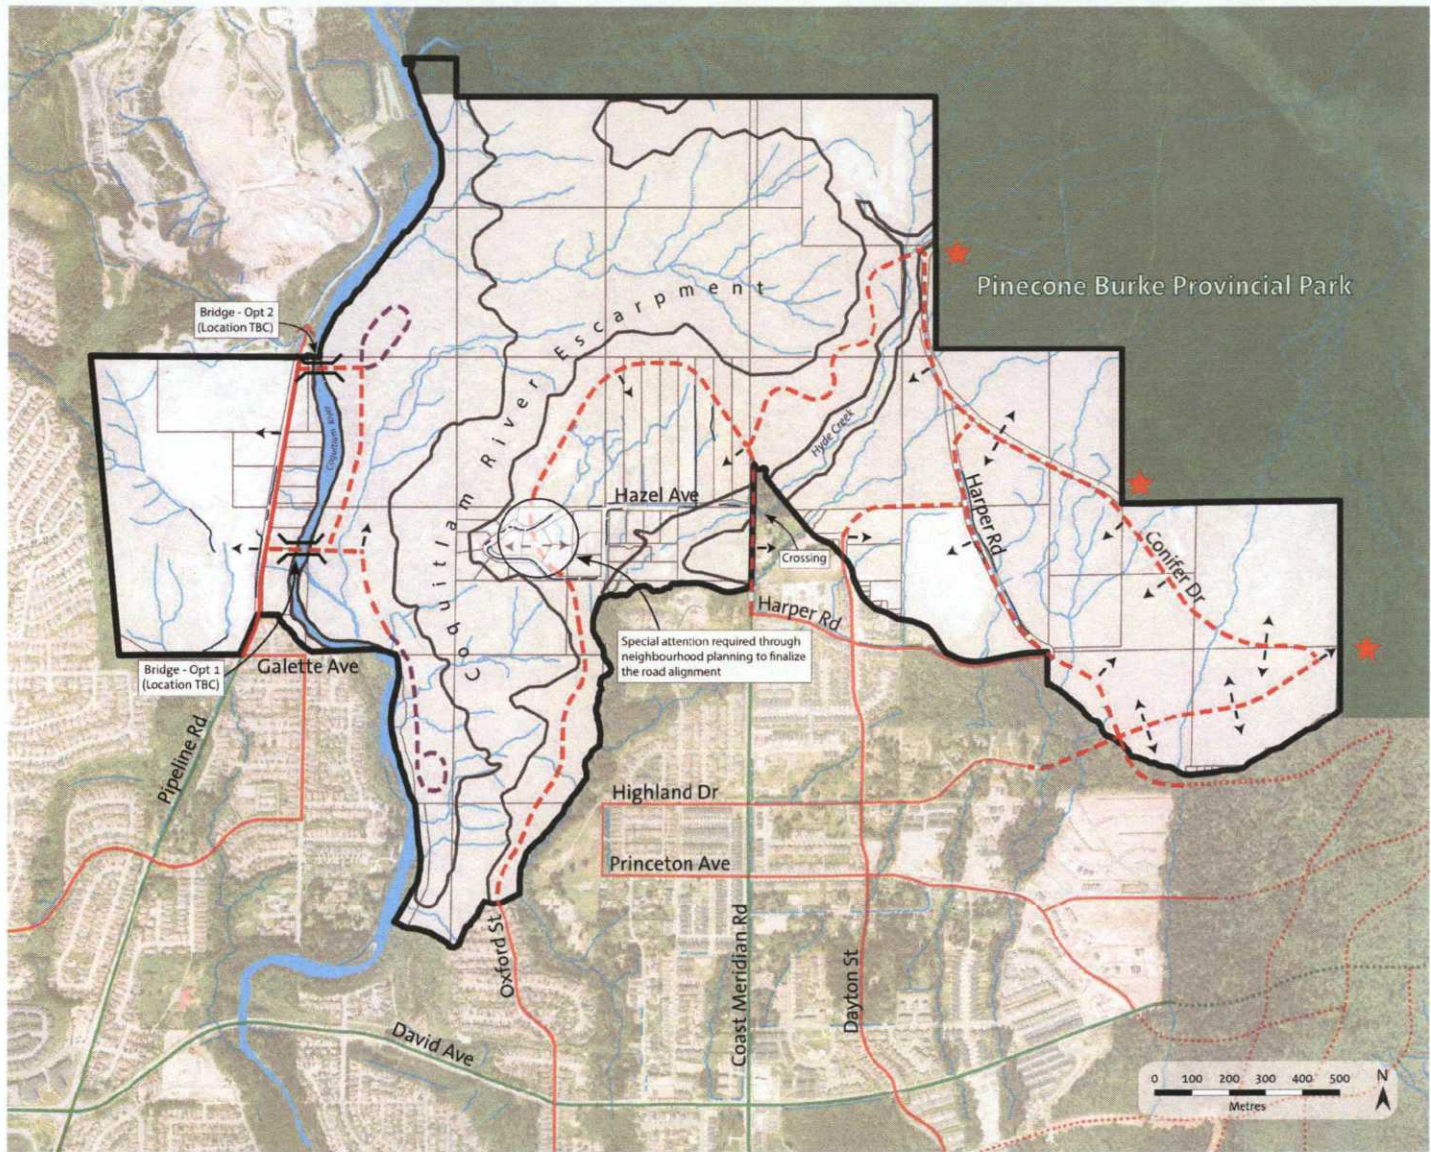 Pinecone Burke Provincial Park
Bridge - Opt 2
(Location TBC)
Coquitlam River Escarpment
Coquitlam River
Hyde Creek
Hazel Ave
Harper Rd
Conifer Dr
Crossing
Harper Rd
Special attention required through
neighbourhood planning to finalize
the road alignment
Bridge - Opt 1
(Location TBC)
Galette Ave
Pipeline Rd
Highland Dr
Princeton Ave
Oxford St
Coast Meridian Rd
Dayton St
David Ave
0 100 200 300 400 500
Metres
N